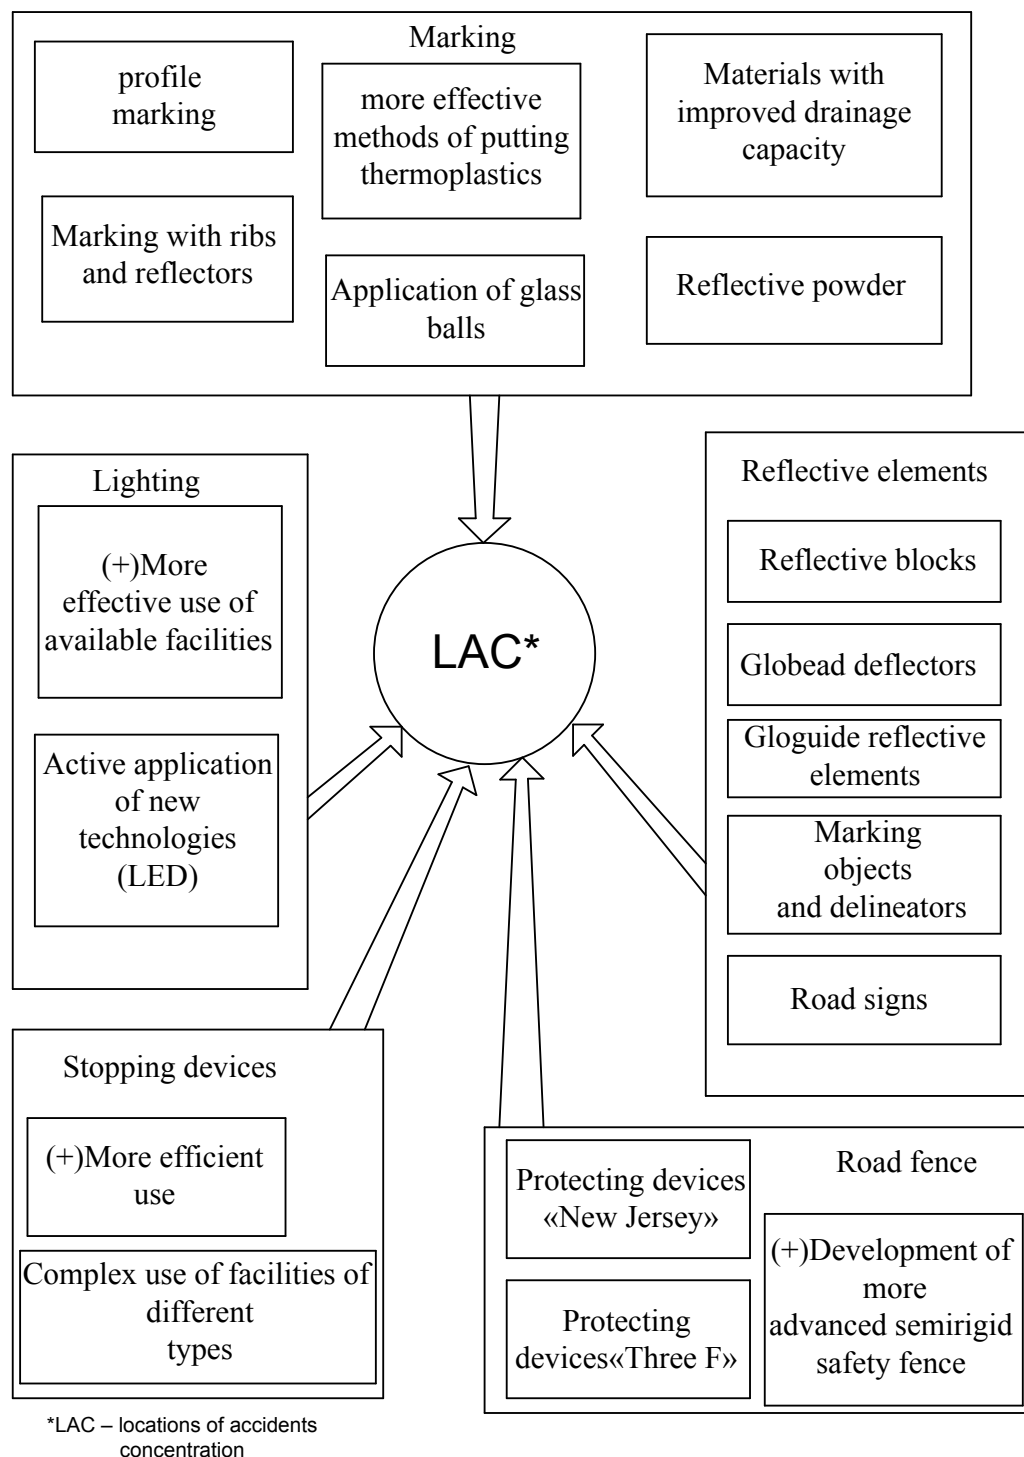 Marking
profile
marking
more effective
methods of putting
thermoplastics
Materials with
improved drainage
capacity
Marking with ribs
and reflectors
Application of glass
balls
Reflective powder
Lighting
(+)More
effective use of
available facilities
Active application
of new
technologies
(LED)
LAC*
Reflective elements
Reflective blocks
Globead deflectors
Gloguide reflective
elements
Marking
objects
and delineators
Road signs
Stopping devices
(+)More efficient
use
Complex use of facilities of
different
types
Road fence
Protecting devices
«New Jersey»
Protecting
devices«Three F»
(+)Development of
more
advanced semirigid
safety fence
*LAC – locations of accidents
concentration